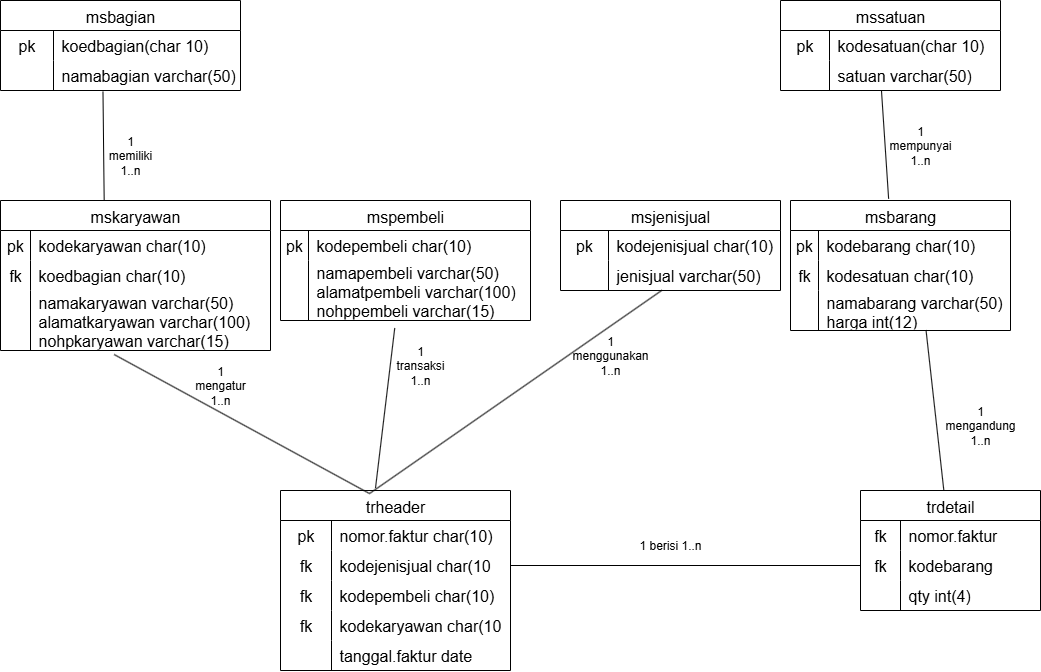 msbagian
pk koedbagian(char 10)
namabagian varchar(50)
mssatuan
pk kodesatuan(char 10)
satuan varchar(50)
1
memiliki
1..n
1
mempunyai
1..n
mskaryawan
pk kodekaryawan char(10)
fk koedbagian char(10)
namakaryawan varchar(50)
alamatkaryawan varchar(100)
nohpkaryawan varchar(15)
mspembeli
pk kodepembeli char(10)
namapembeli varchar(50)
alamatpembeli varchar(100)
nohppembeli varchar(15)
msjenisjual
pk kodejenisjual char(10)
jenisjual varchar(50)
msbarang
pk kodebarang char(10)
fk kodesatuan char(10)
namabarang varchar(50)
harga int(12)
1
mengatur
1..n
1
transaksi
1..n
1
menggunakan
1..n
1
mengandung
1..n
trheader
pk nomor.faktur char(10)
fk kodejenisjual char(10
fk kodepembeli char(10)
fk kodekaryawan char(10
tanggal.faktur date
1 berisi 1..n
trdetail
fk nomor.faktur
fk kodebarang
qty int(4)